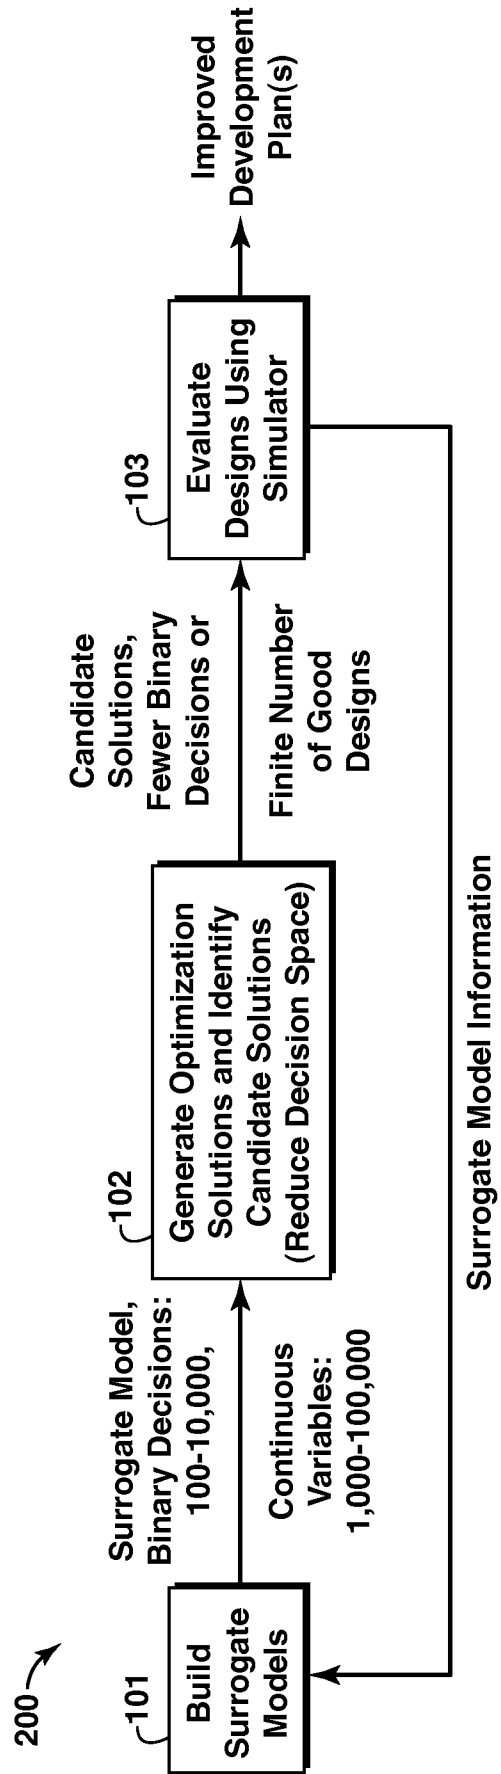 200
101
Build
Surrogate
Models
Surrogate Model,
Binary Decisions:
100-10,000,
Continuous
Variables:
1,000-100,000
102
Generate Optimization
Solutions and Identify
Candidate Solutions
(Reduce Decision Space)
Candidate
Solutions,
Fewer Binary
Decisions or
Finite Number
of Good
Designs
103
Evaluate
Designs Using
Simulator
Improved
Development
Plan(s)
Surrogate Model Information